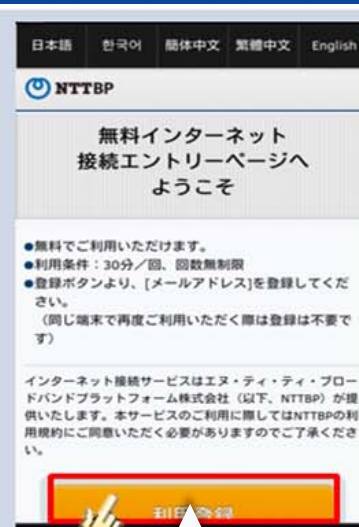 日本語 한국어 簡体中文 繁體中文 English
NTTBP
無料インターネット
接続エントリーページへ
ようこそ
●無料でご利用いただけます。
●利用条件：30分／回、回数無制限
●登録ボタンより、[メールアドレス]を登録してくだ
さい。
（同じ端末で再度ご利用いただく際は登録は不要で
す）
インターネット接続サービスはエヌ・ティ・ティ・ブロー
ドバンドプラットフォーム株式会社（以下、NTTBP）が提
供いたします。本サービスのご利用に際してはNTTBPの利
用規約にご同意いただく必要がありますのでご了承くださ
い。
利用登録